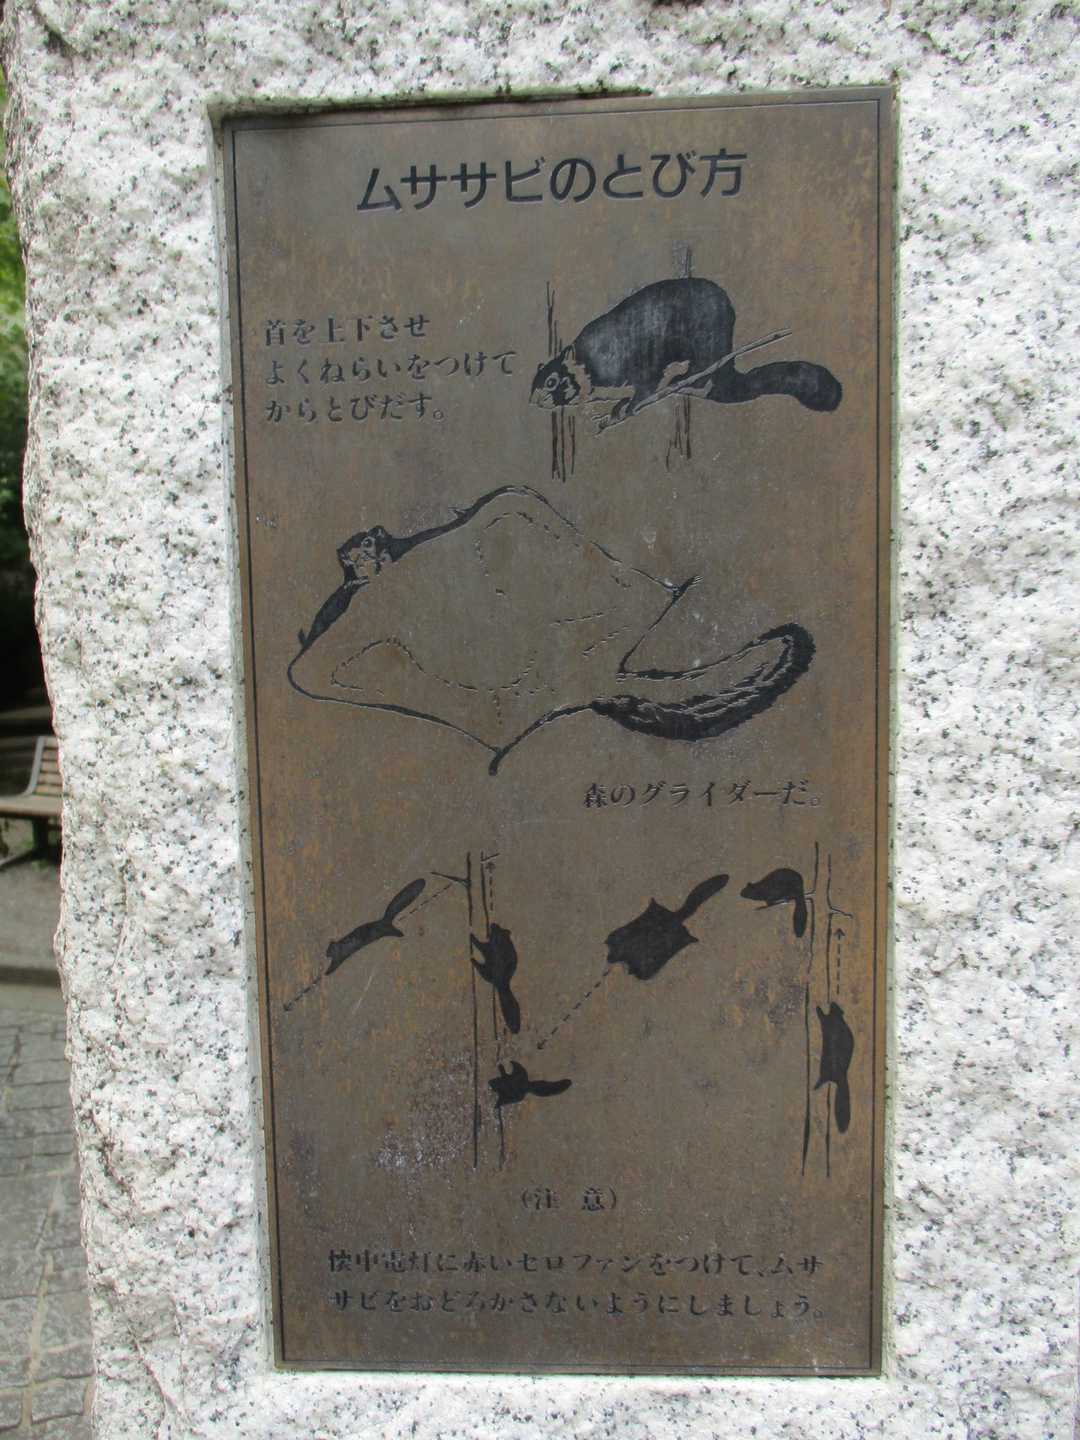 ムササビのとび方
首を上下させ
よくねらいをつけて
からとびだす。
森のグライダーだ。
(注 意)
懐中電灯に赤いセロファンをつけて、ムサ
サビをおどろかさないようにしましょう。